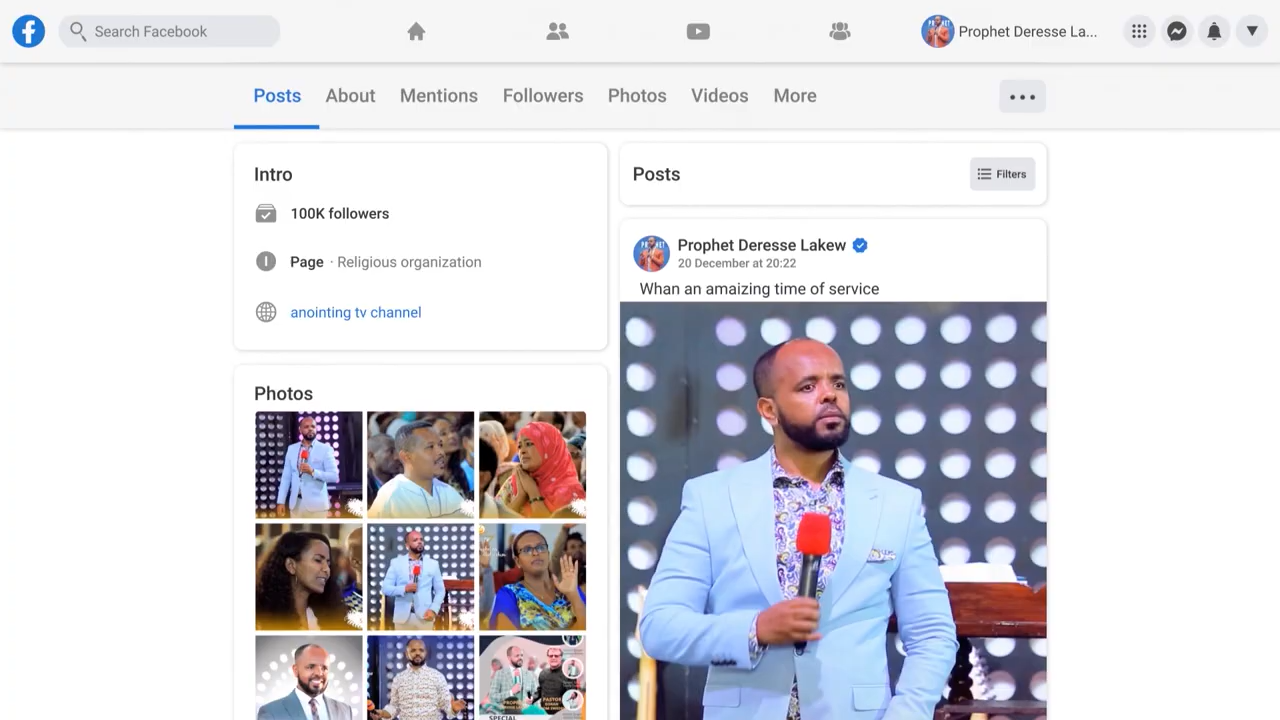 Search Facebook
Prophet Deresse La...
Posts
About
Mentions
Followers
Photos
Videos
More
Intro
100K followers
Page · Religious organization
anointing tv channel
Photos
SPECIAL
Posts
Filters
Prophet Deresse Lakew
20 December at 20:22
Whan an amaizing time of service